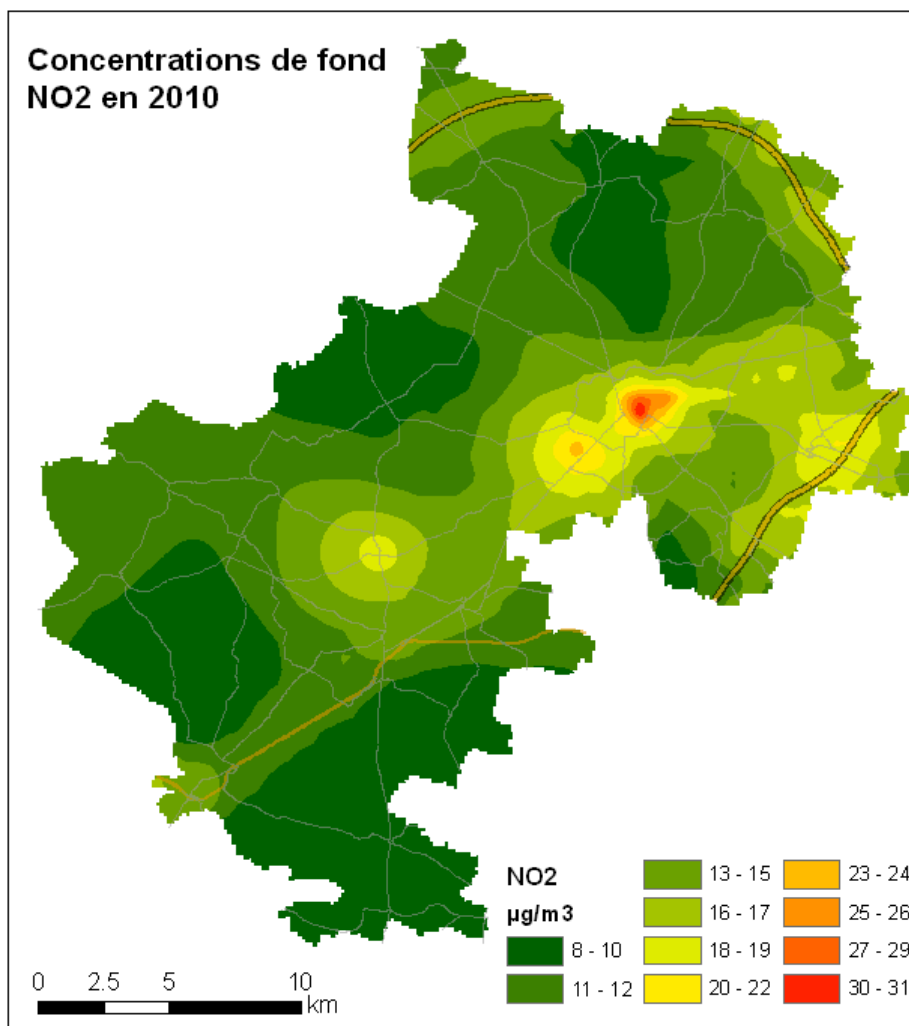 Concentrations de fond
NO2 en 2010
NO2
µg/m3
8 - 10
11 - 12
13 - 15
16 - 17
18 - 19
20 - 22
23 - 24
25 - 26
27 - 29
30 - 31
0 2.5 5 10
km